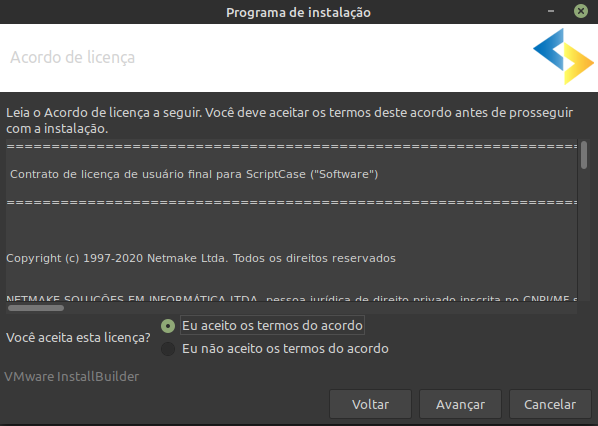 Programa de instalação
Acordo de licença
Leia o Acordo de licença a seguir. Você deve aceitar os termos deste acordo antes de prosseguir
com a instalação.
================================================================
Contrato de licença de usuário final para ScriptCase ("Software")
================================================================
Copyright (c) 1997-2020 Netmake Ltda. Todos os direitos reservados
NETMAKE SOLUÇÕES EM INFORMÁTICA LTDA, pessoa jurídica de direito privado inscrita no CNPJ/MF s
Você aceita esta licença?
Eu aceito os termos do acordo
Eu não aceito os termos do acordo
VMware InstallBuilder
Voltar
Avançar
Cancelar